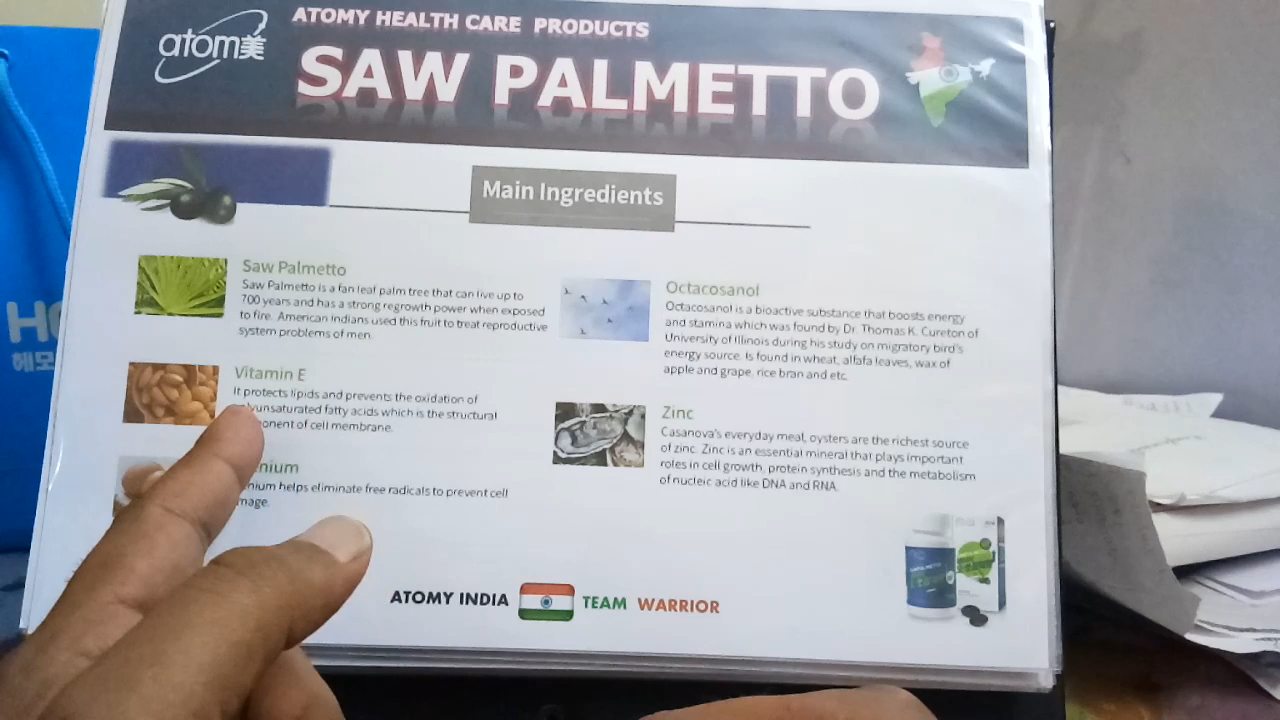 atom美
ATOMY HEALTH CARE PRODUCTS
SAW PALMETTO
Main Ingredients
Saw Palmetto
Saw Palmetto is a fan leaf palm tree that can live up to
700 years and has a strong regrowth power when exposed
to fire. American Indians used this fruit to treat reproductive
system problems of men.
Vitamin E
It protects lipids and prevents the oxidation of
unsaturated fatty acids which is the structural
onent of cell membrane.
nium
nium helps eliminate free radicals to prevent cell
mage.
Octacosanol
Octacosanol is a bioactive substance that boosts energy
and stamina which was found by Dr. Thomas K. Cureton of
University of Illinois during his study on migratory bird's
energy source. Is found in wheat, alfafa leaves, wax of
apple and grape, rice bran and etc.
Zinc
Casanova's everyday meal, oysters are the richest source
of zinc. Zinc is an essential mineral that plays important
roles in cell growth, protein synthesis and the metabolism
of nucleic acid like DNA and RNA.
ATOMY INDIA TEAM WARRIOR
H
헤모